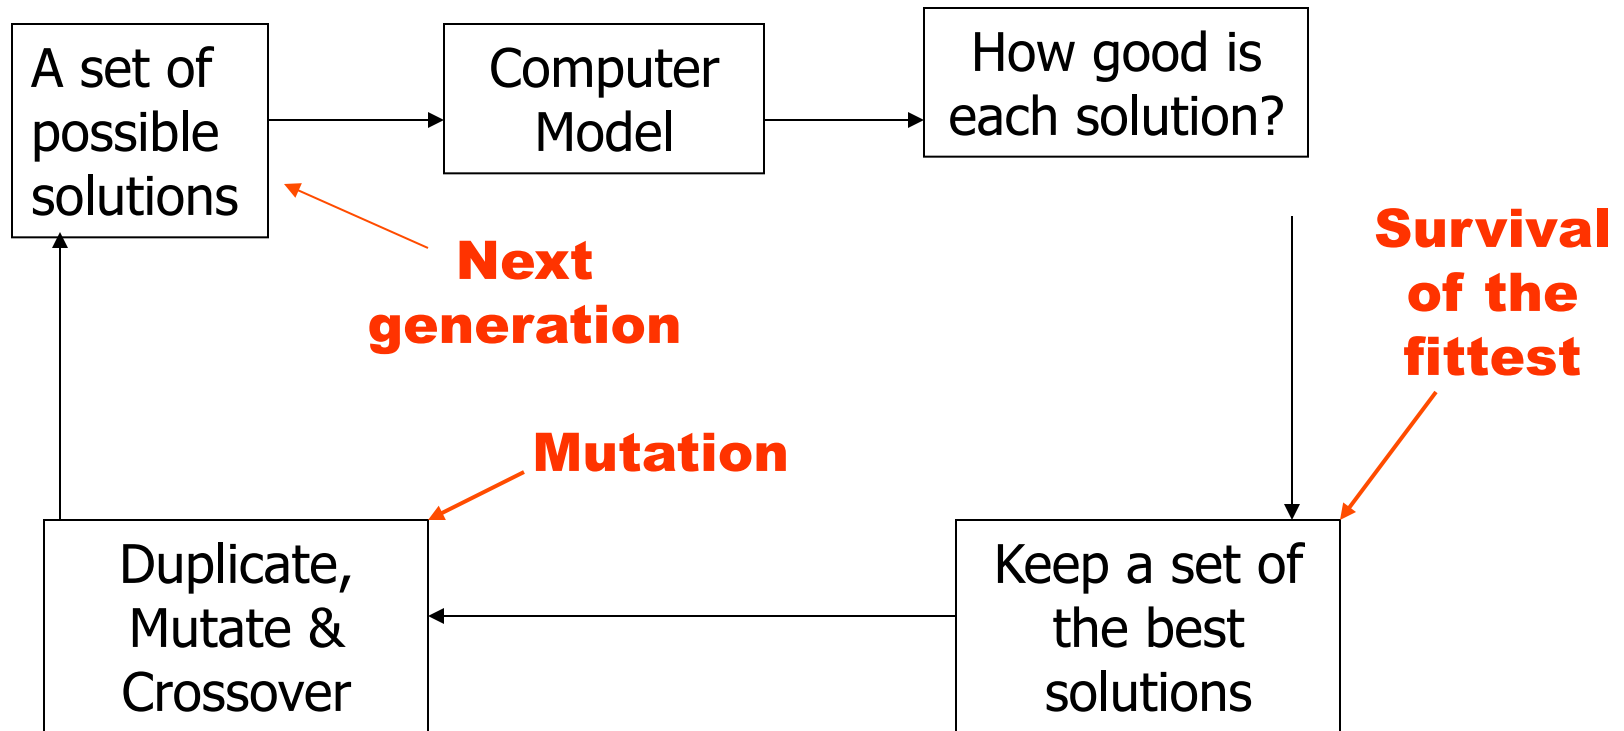 A set of
possible
solutions
Computer
Model
How good is
each solution?
Next
generation
Survival
of the
fittest
Mutation
Duplicate,
Mutate &
Crossover
Keep a set of
the best
solutions